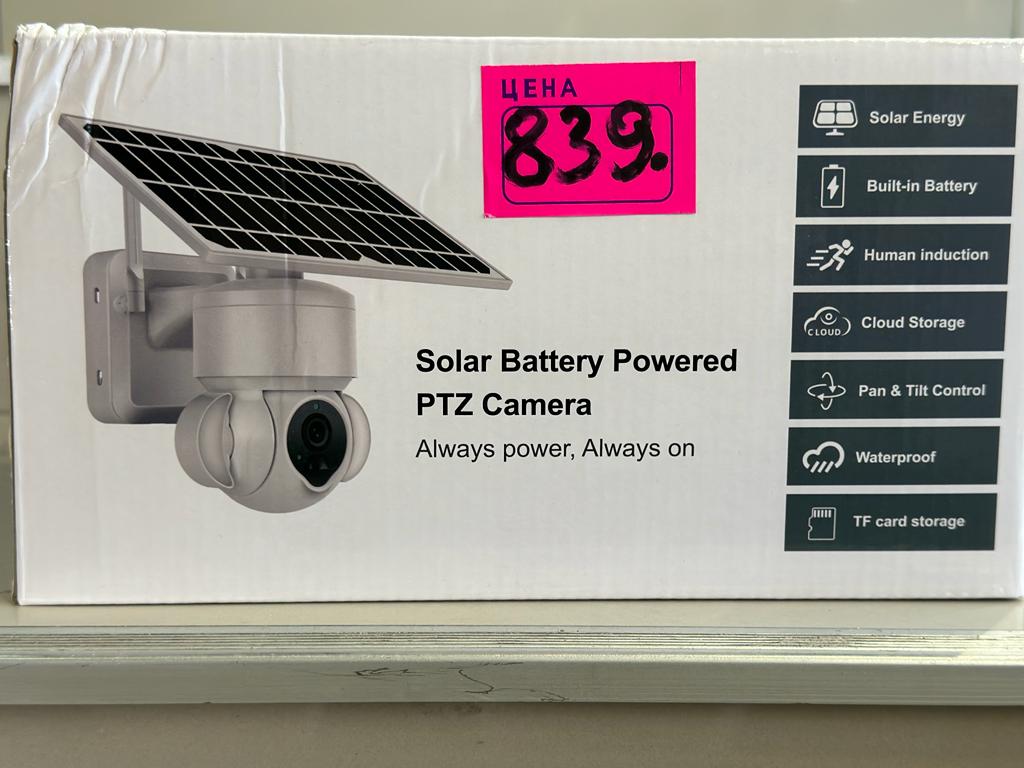 ЦЕНА
839.
Solar Battery Powered
PTZ Camera
Always power, Always on
Solar Energy
Built-in Battery
Human induction
CLOUD
Cloud Storage
Pan & Tilt Control
Waterproof
TF card storage